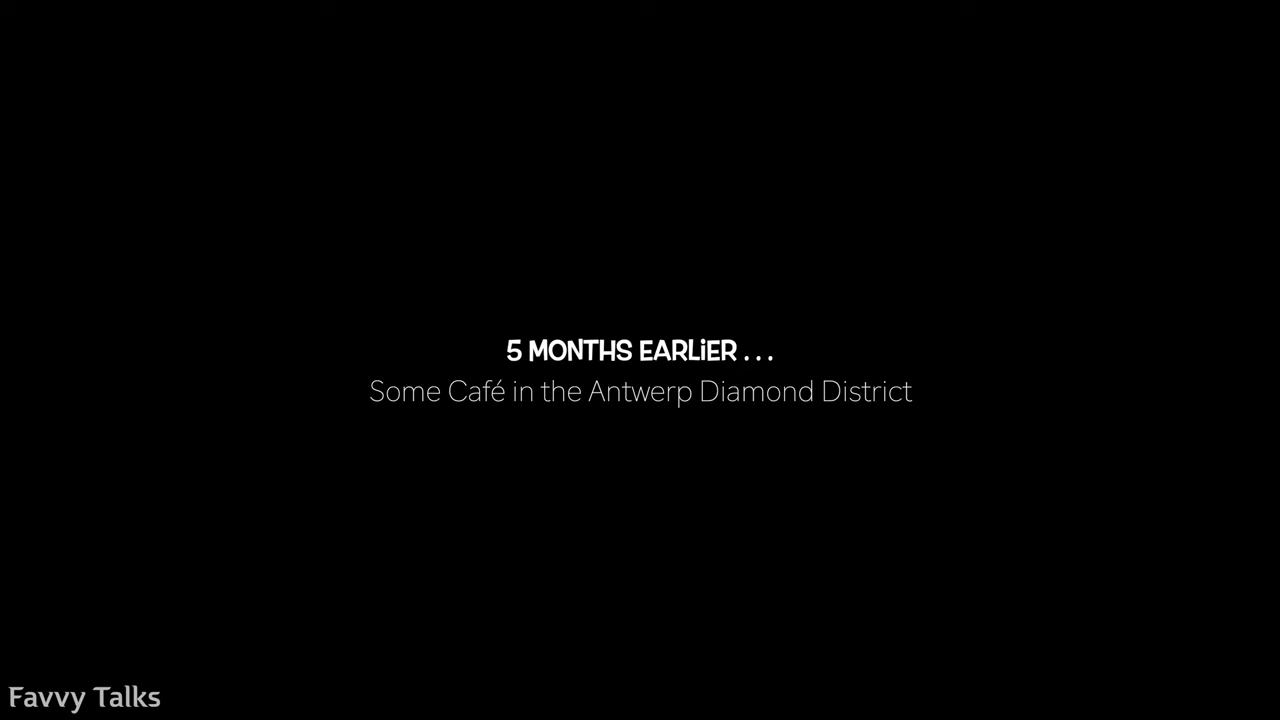 5 MONTHS EARLiER . . .
Some Café in the Antwerp Diamond District
Favvy Talks